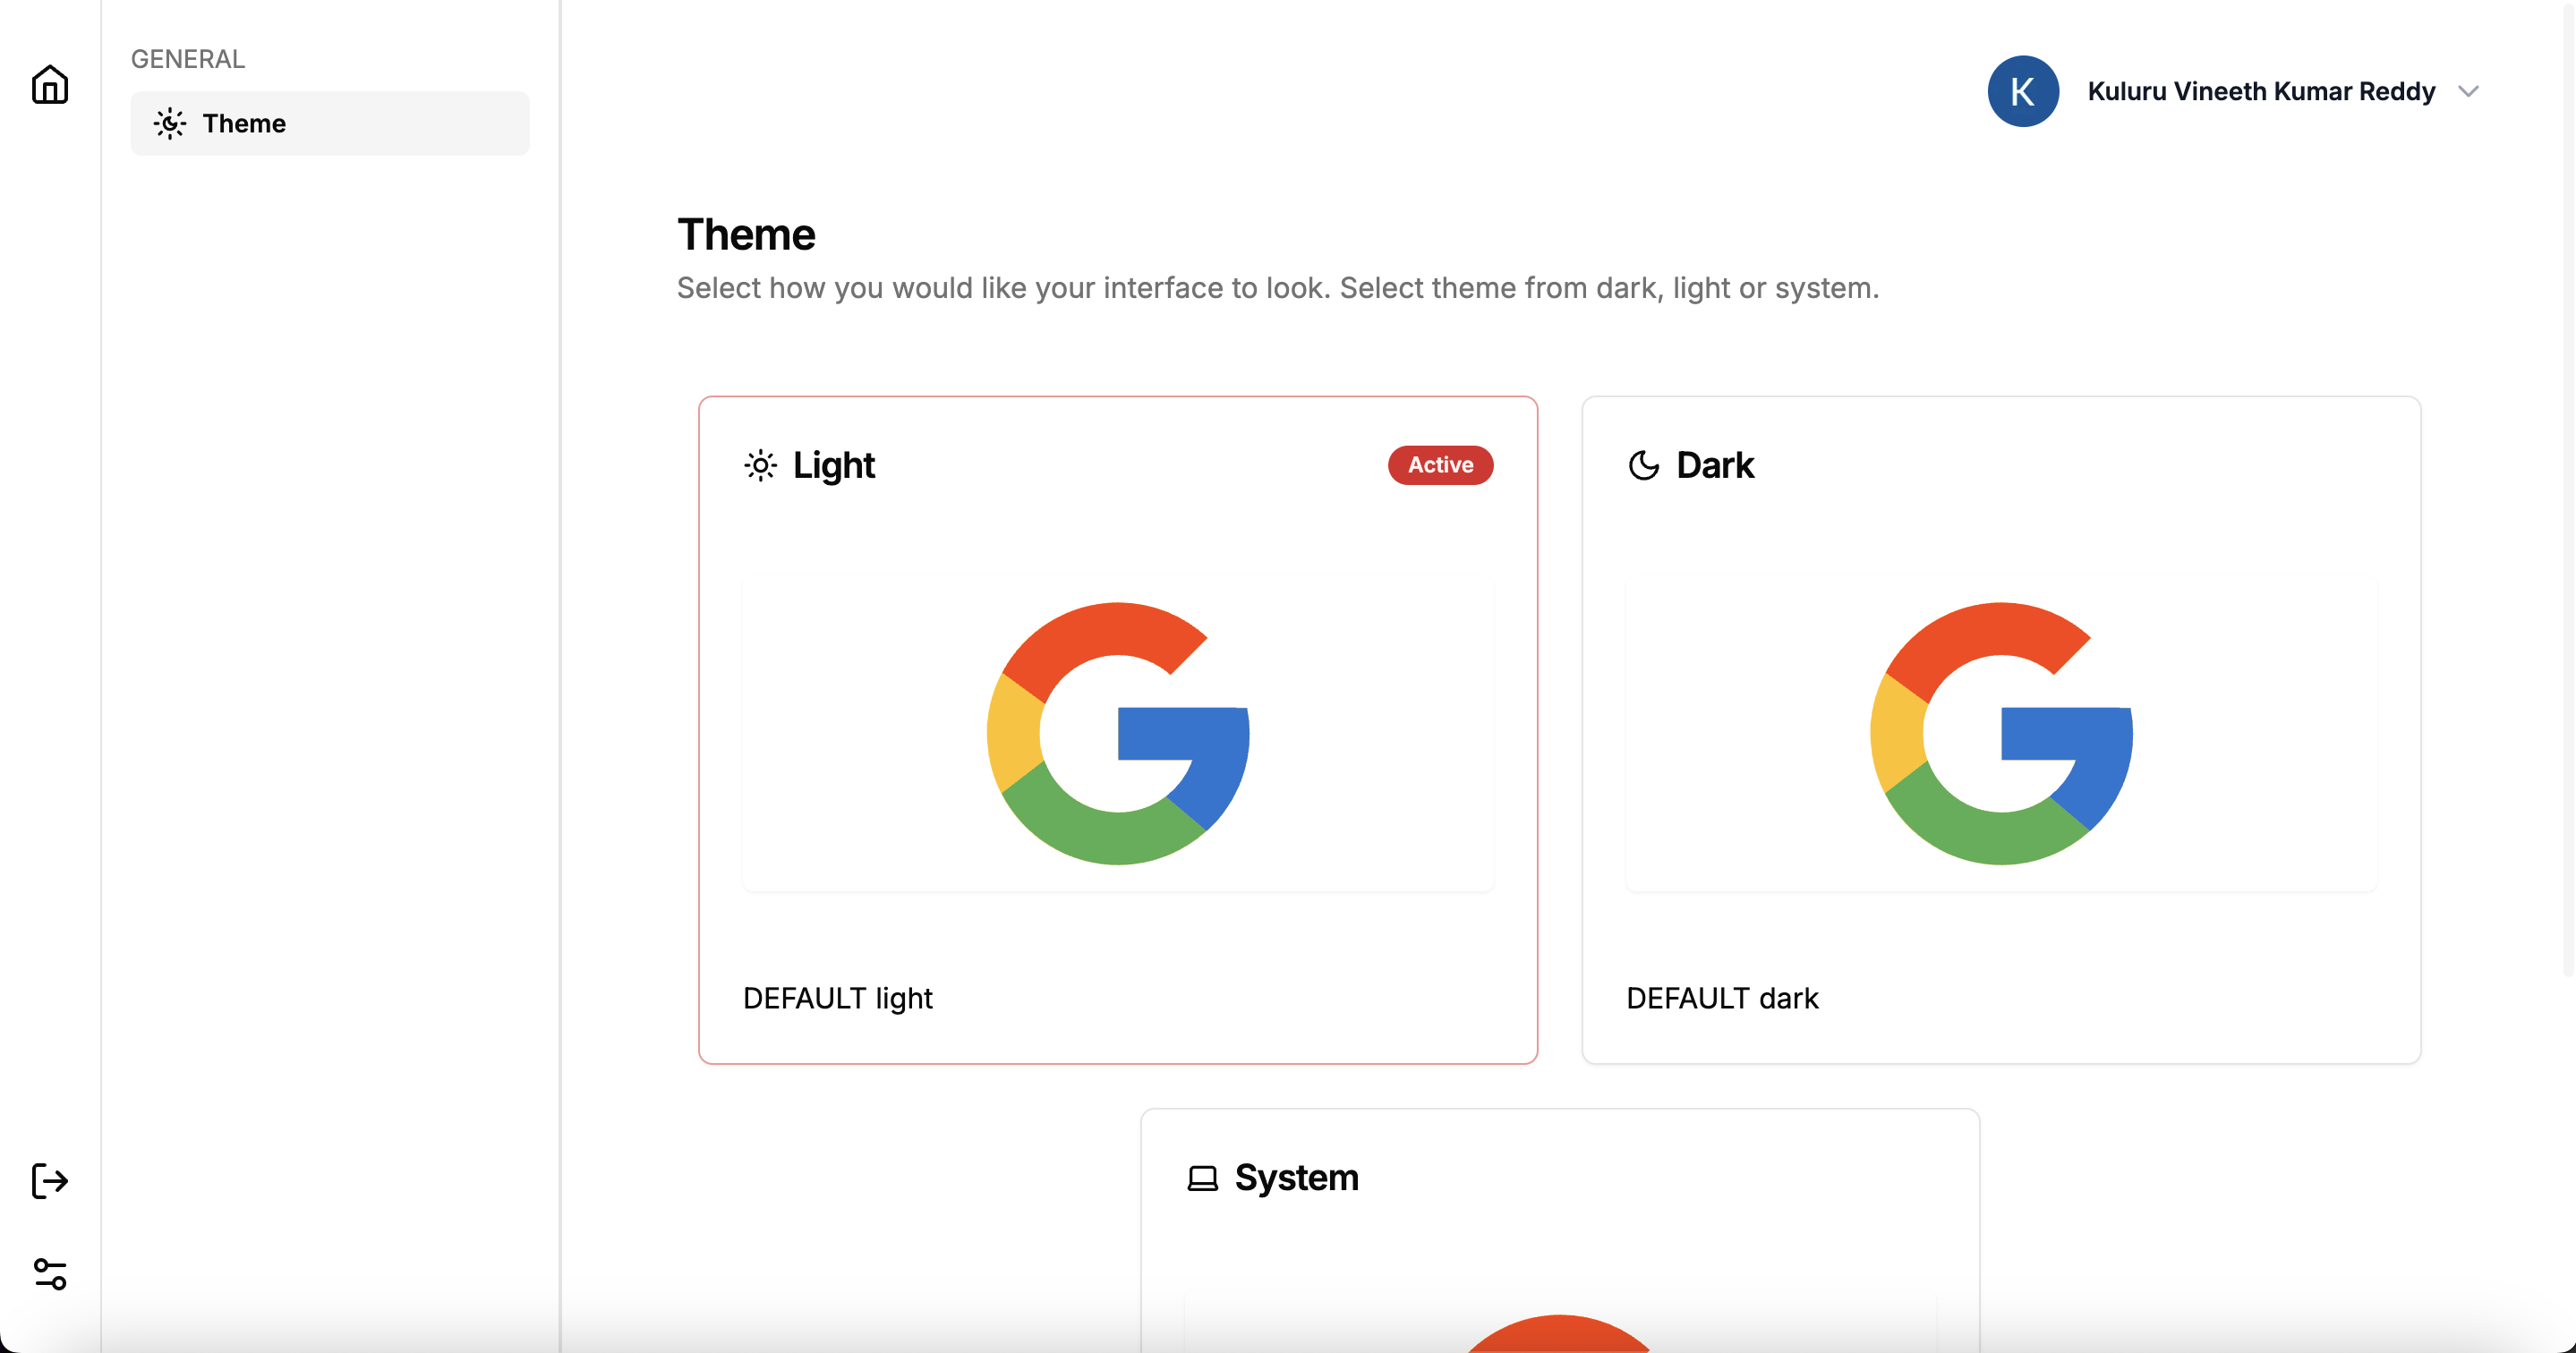 GENERAL
Theme
K
Kuluru Vineeth Kumar Reddy
Theme
Select how you would like your interface to look. Select theme from dark, light or system.
Light
Active
Dark
DEFAULT light
DEFAULT dark
System